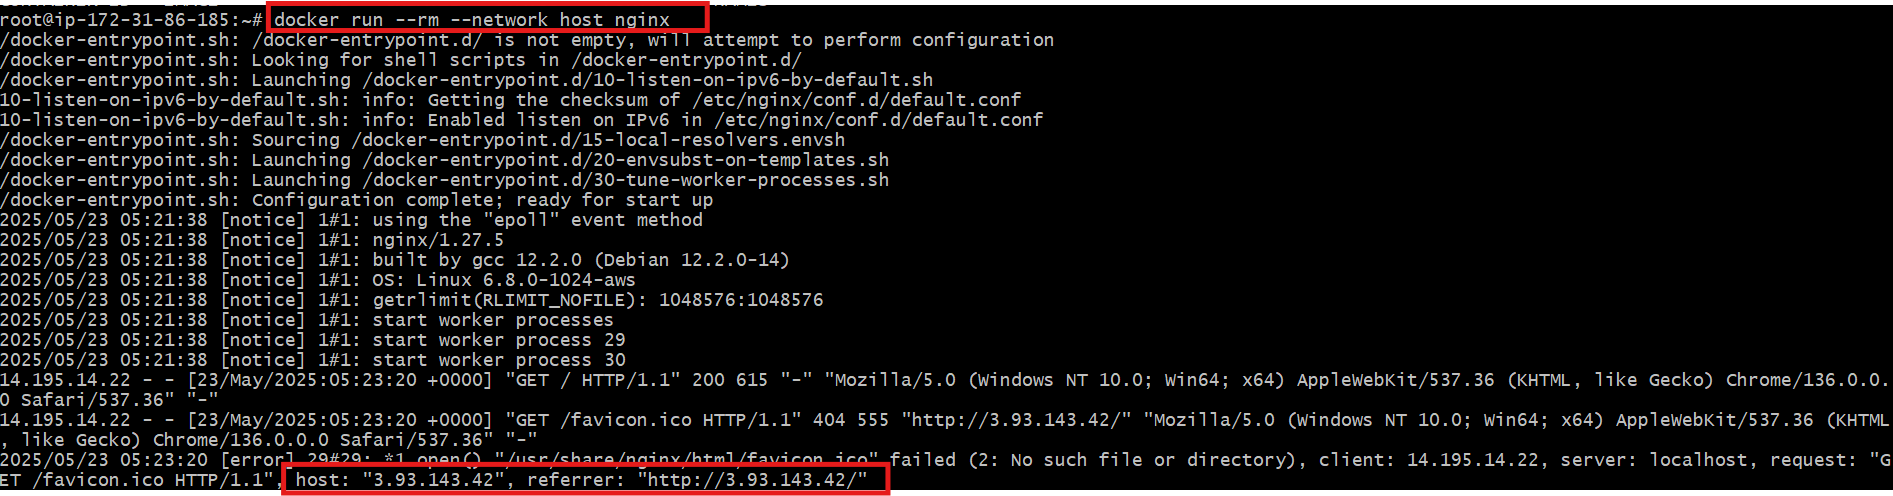 root@ip-172-31-86-185:~# docker run --rm --network host nginx
/docker-entrypoint.sh: /docker-entrypoint.d/ is not empty, will attempt to perform configuration
/docker-entrypoint.sh: Looking for shell scripts in /docker-entrypoint.d/
/docker-entrypoint.sh: Launching /docker-entrypoint.d/10-listen-on-ipv6-by-default.sh
10-listen-on-ipv6-by-default.sh: info: Getting the checksum of /etc/nginx/conf.d/default.conf
10-listen-on-ipv6-by-default.sh: info: Enabled listen on IPv6 in /etc/nginx/conf.d/default.conf
/docker-entrypoint.sh: Sourcing /docker-entrypoint.d/15-local-resolvers.envsh
/docker-entrypoint.sh: Launching /docker-entrypoint.d/20-envsubst-on-templates.sh
/docker-entrypoint.sh: Launching /docker-entrypoint.d/30-tune-worker-processes.sh
/docker-entrypoint.sh: Configuration complete; ready for start up
2025/05/23 05:21:38 [notice] 1#1: using the "epoll" event method
2025/05/23 05:21:38 [notice] 1#1: nginx/1.27.5
2025/05/23 05:21:38 [notice] 1#1: built by gcc 12.2.0 (Debian 12.2.0-14)
2025/05/23 05:21:38 [notice] 1#1: OS: Linux 6.8.0-1024-aws
2025/05/23 05:21:38 [notice] 1#1: getrlimit(RLIMIT_NOFILE): 1048576:1048576
2025/05/23 05:21:38 [notice] 1#1: start worker processes
2025/05/23 05:21:38 [notice] 1#1: start worker process 29
2025/05/23 05:21:38 [notice] 1#1: start worker process 30
14.195.14.22 - - [23/May/2025:05:23:20 +0000] "GET / HTTP/1.1" 200 615 "-" "Mozilla/5.0 (Windows NT 10.0; Win64; x64) AppleWebKit/537.36 (KHTML, like Gecko) Chrome/136.0.0.
0 Safari/537.36" "-"
14.195.14.22 - - [23/May/2025:05:23:20 +0000] "GET /favicon.ico HTTP/1.1" 404 555 "http://3.93.143.42/" "Mozilla/5.0 (Windows NT 10.0; Win64; x64) AppleWebKit/537.36 (KHTML
, like Gecko) Chrome/136.0.0.0 Safari/537.36" "-"
2025/05/23 05:23:20 [error] 29#29: *1 open() "/usr/share/nginx/html/favicon.ico" failed (2: No such file or directory), client: 14.195.14.22, server: localhost, request: "G
ET /favicon.ico HTTP/1.1", host: "3.93.143.42", referrer: "http://3.93.143.42/"